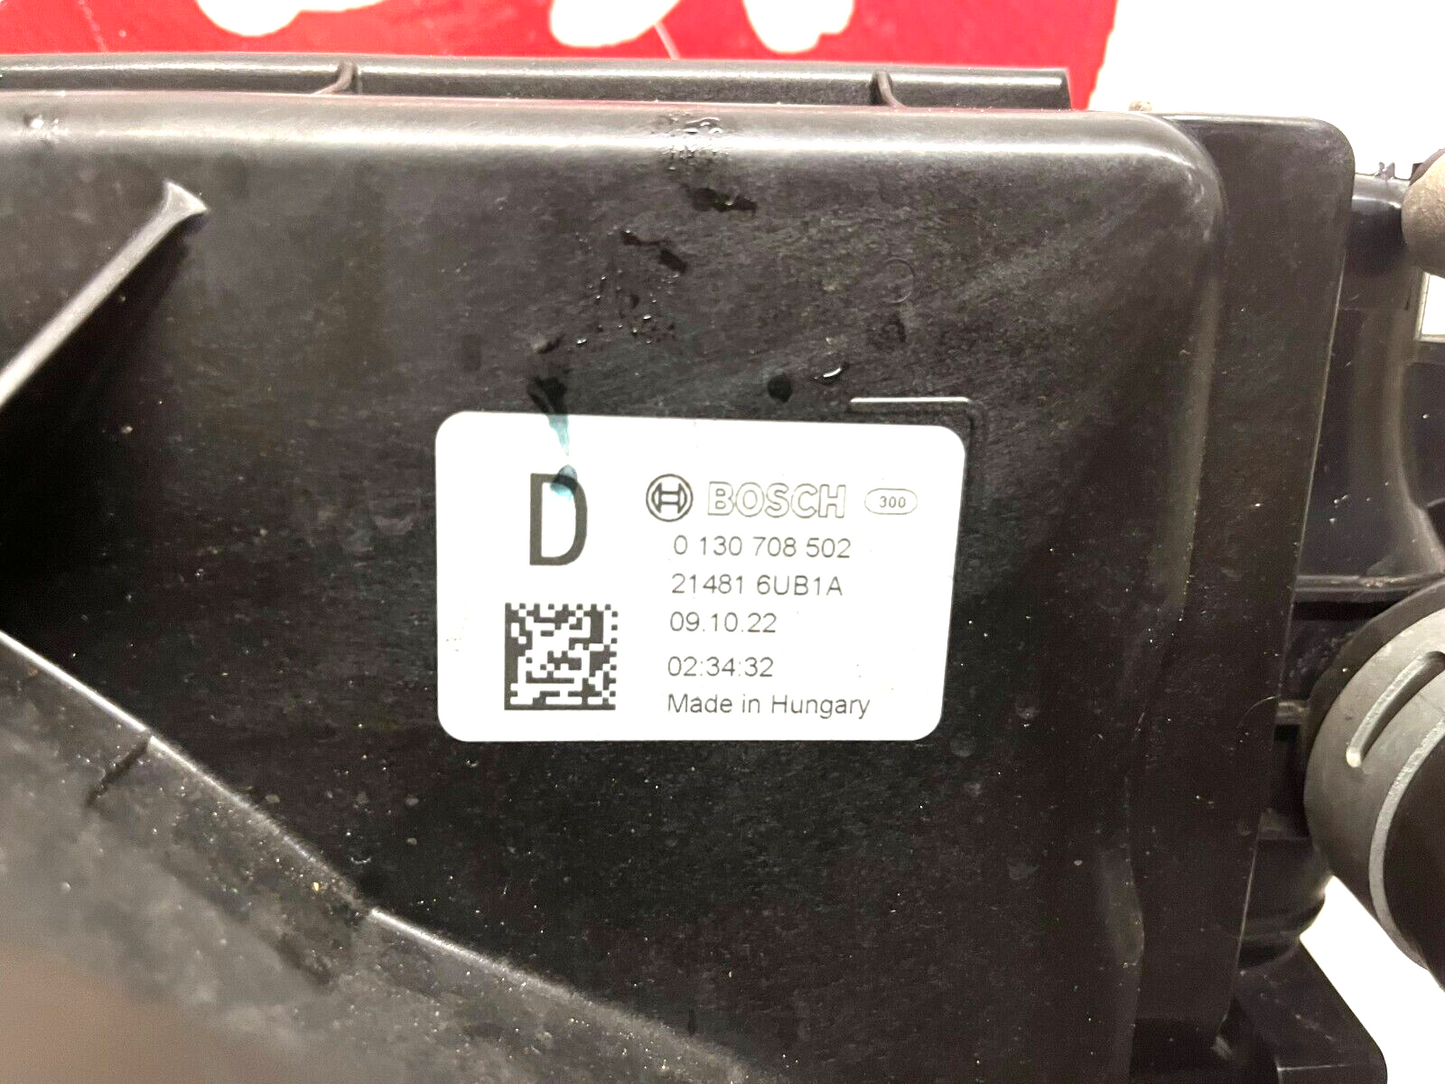 D
BOSCH 300
0 130 708 502
21481 6UB1A
09.10.22
02:34:32
Made in Hungary